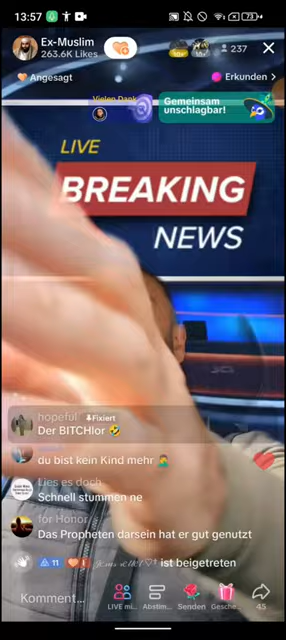 13:57
73
Ex-Muslim
263.6K Likes
237
Angesagt
Erkunden >
Vielen Dank
Gemeinsam
unschlagbar!
LIVE
BREAKING
NEWS
hopeful Fixiert
Der BITCHlor 🤣
du bist kein Kind mehr 🤦‍♂️
Lies es doch
Schnell stummen ne
for Honor
Das Propheten darsein hat er gut genutzt
11 ist beigetreten
Kommentar...
LIVE mi...
Abstim...
Senden
Gesche...
45